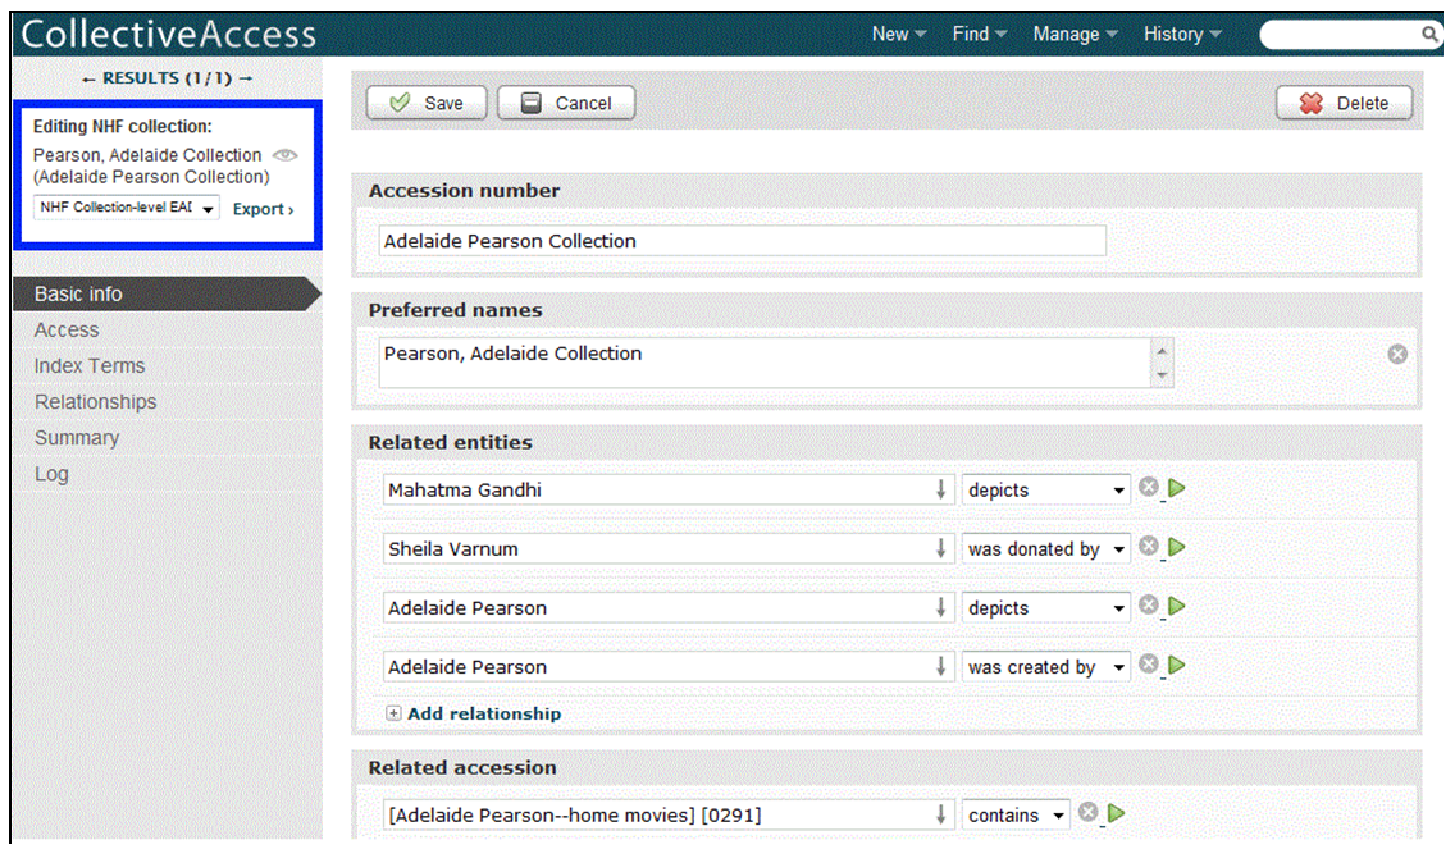 CollectiveAccess
New Find Manage History
← RESULTS (1/1) →
Editing NHF collection:
Pearson, Adelaide Collection
(Adelaide Pearson Collection)
NHF Collection-level EAD Export ›
Basic info
Access
Index Terms
Relationships
Summary
Log
Save Cancel Delete
Accession number
Adelaide Pearson Collection
Preferred names
Pearson, Adelaide Collection
Related entities
Mahatma Gandhi depicts
Sheila Varnum was donated by
Adelaide Pearson depicts
Adelaide Pearson was created by
Add relationship
Related accession
[Adelaide Pearson--home movies] [0291] contains